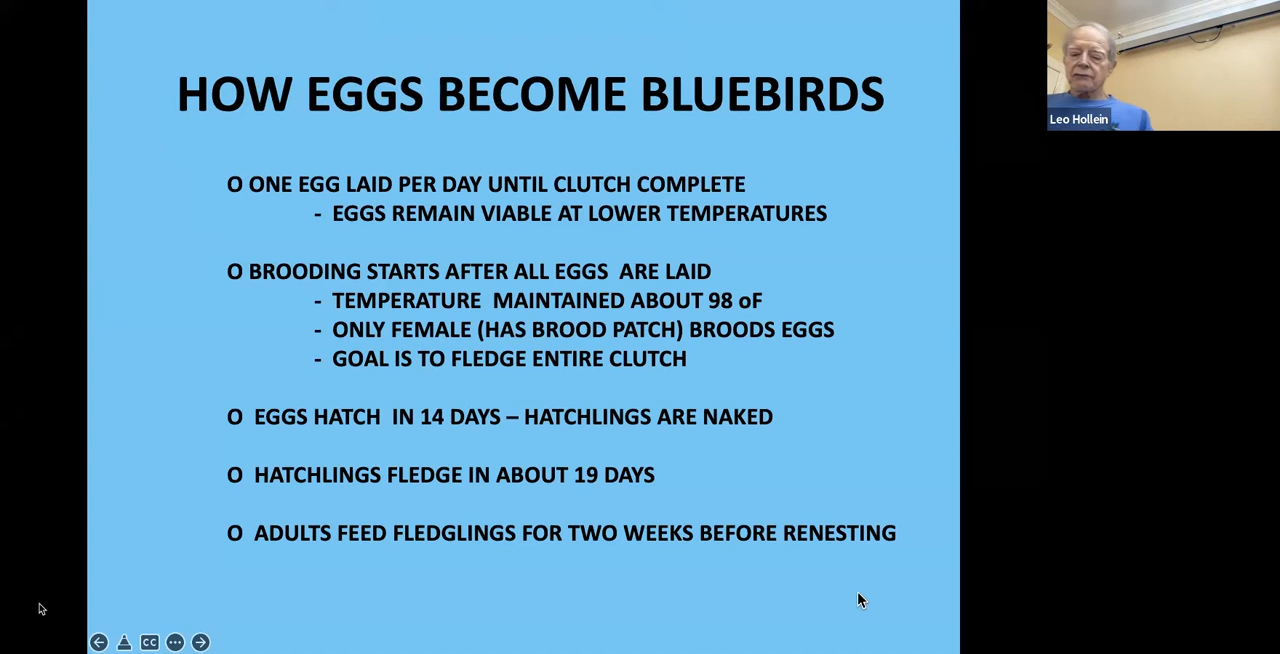 HOW EGGS BECOME BLUEBIRDS
O ONE EGG LAID PER DAY UNTIL CLUTCH COMPLETE
- EGGS REMAIN VIABLE AT LOWER TEMPERATURES
O BROODING STARTS AFTER ALL EGGS ARE LAID
- TEMPERATURE MAINTAINED ABOUT 98 oF
- ONLY FEMALE (HAS BROOD PATCH) BROODS EGGS
- GOAL IS TO FLEDGE ENTIRE CLUTCH
O EGGS HATCH IN 14 DAYS – HATCHLINGS ARE NAKED
O HATCHLINGS FLEDGE IN ABOUT 19 DAYS
O ADULTS FEED FLEDGLINGS FOR TWO WEEKS BEFORE RENESTING
Leo Hollein
CC